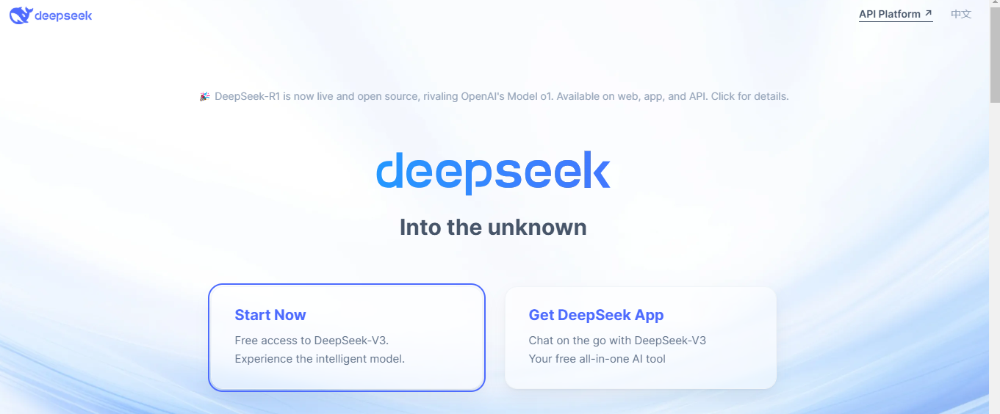 deepseek
API Platform ↗ 中文
🎉 DeepSeek-R1 is now live and open source, rivaling OpenAI's Model o1. Available on web, app, and API. Click for details.
deepseek
Into the unknown
Start Now
Free access to DeepSeek-V3.
Experience the intelligent model.
Get DeepSeek App
Chat on the go with DeepSeek-V3
Your free all-in-one AI tool